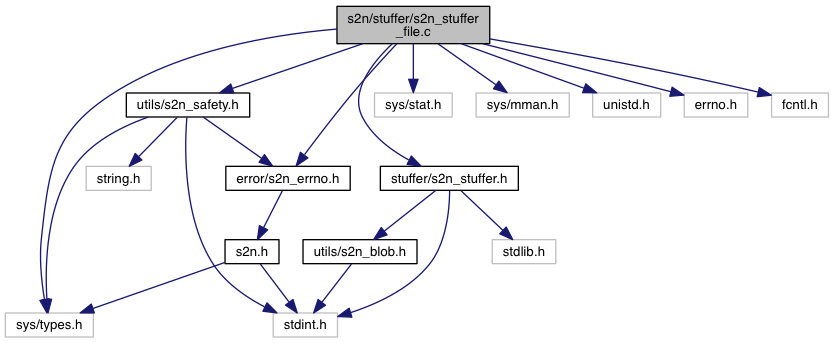 s2n/stuffer/s2n_stuffer
_file.c
utils/s2n_safety.h
sys/stat.h
sys/mman.h
unistd.h
errno.h
fcntl.h
string.h
error/s2n_errno.h
stuffer/s2n_stuffer.h
s2n.h
utils/s2n_blob.h
stdlib.h
sys/types.h
stdint.h